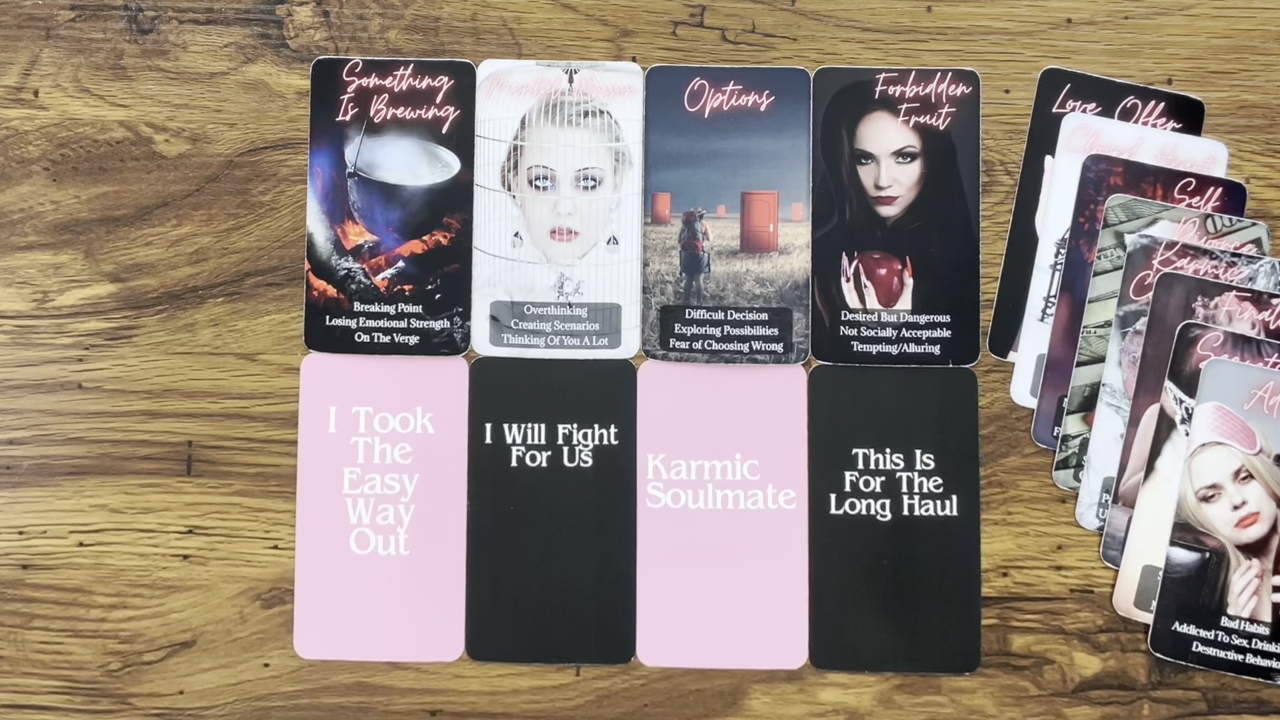 Something
Is Brewing
Breaking Point
Losing Emotional Strength
On The Verge
Overthinking
Creating Scenarios
Thinking Of You A Lot
Options
Difficult Decision
Exploring Possibilities
Fear of Choosing Wrong
Forbidden
Fruit
Desired But Dangerous
Not Socially Acceptable
Tempting/Alluring
I Took
The
Easy
Way
Out
I Will Fight
For Us
Karmic
Soulmate
This Is
For The
Long Haul
Love Offer
Self
Karmic
Final
Bad Habits
Addicted To Sex, Drinki
Destructive Behavio